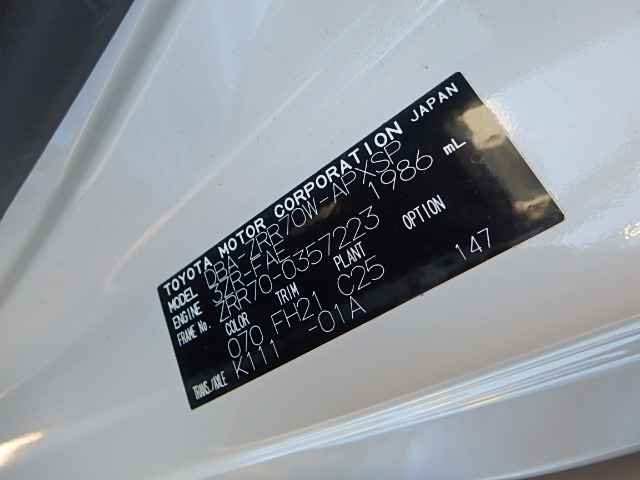 TOYOTA MOTOR CORPORATION JAPAN
MODEL DBA-ZRR70W-APXSP
ENGINE 3ZR-FAE 1986 mL
FRAME No. ZRR70-0357223
COLOR TRIM PLANT OPTION
070 FH21 C25 147
TRANS./AXLE K111 -01A